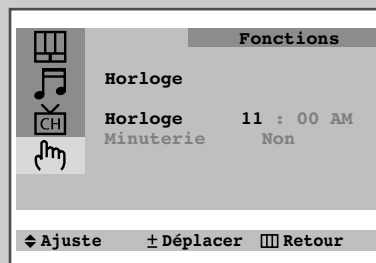 Fonctions
Horloge
CH
Horloge 11 : 00 AM
Minuterie Non
Ajuste ± Déplacer Retour